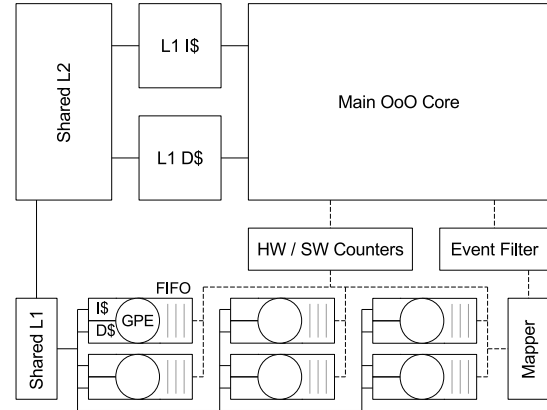 Shared L2
L1 I$
L1 D$
Main OoO Core
HW / SW Counters
Event Filter
FIFO
Shared L1
I$
D$
GPE
Mapper